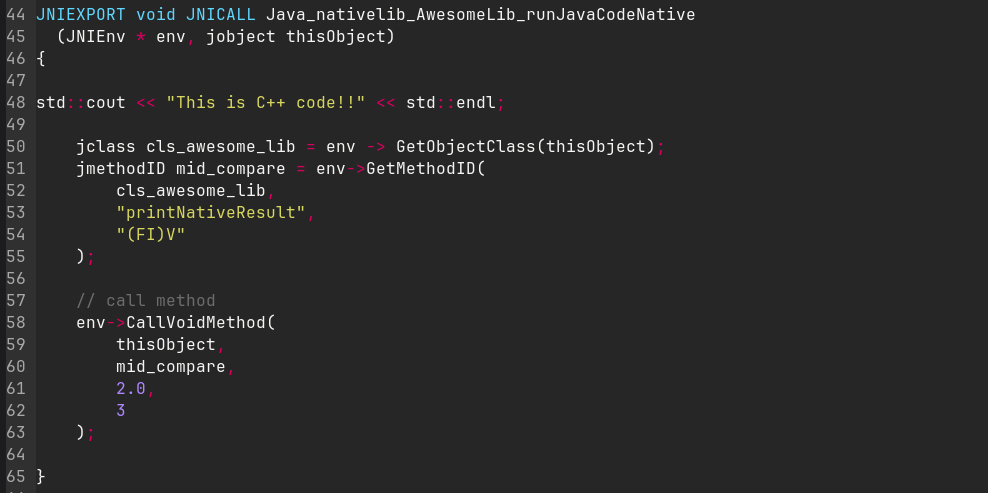 44 JNIEXPORT void JNICALL Java_nativelib_AwesomeLib_runJavaCodeNative
45   (JNIEnv * env, jobject thisObject)
46 {
47
48 std::cout << "This is C++ code!!" << std::endl;
49
50     jclass cls_awesome_lib = env -> GetObjectClass(thisObject);
51     jmethodID mid_compare = env->GetMethodID(
52         cls_awesome_lib,
53         "printNativeResult",
54         "(FI)V"
55     );
56
57     // call method
58     env->CallVoidMethod(
59         thisObject,
60         mid_compare,
61         2.0,
62         3
63     );
64
65 }